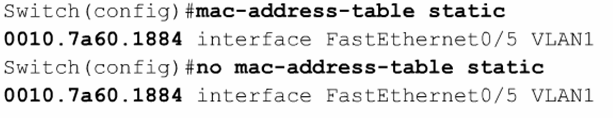 Switch(config)#mac-address-table static
0010.7a60.1884 interface FastEthernet0/5 VLAN1
Switch(config)#no mac-address-table static
0010.7a60.1884 interface FastEthernet0/5 VLAN1